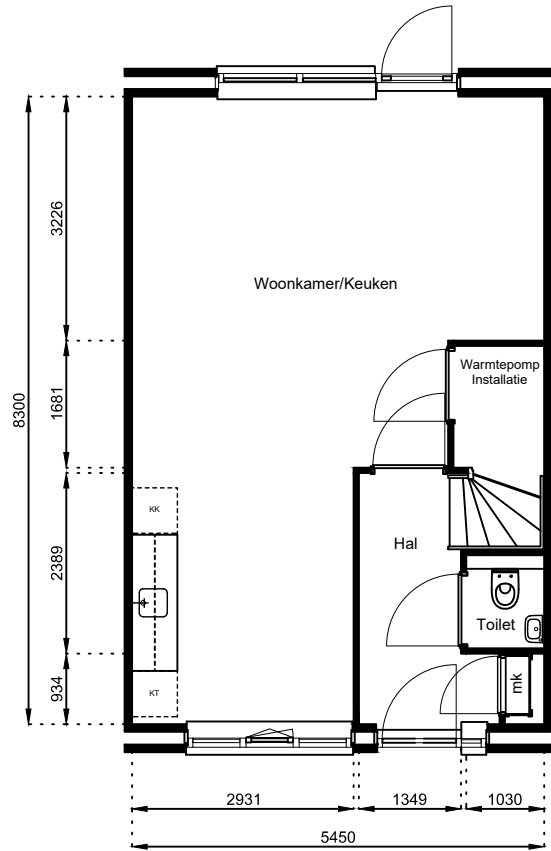 3226
Woonkamer/Keuken
Warmtepomp
Installatie
1681
8300
KK
Hal
2389
Toilet
mk
KT
934
2931
1349
1030
5450